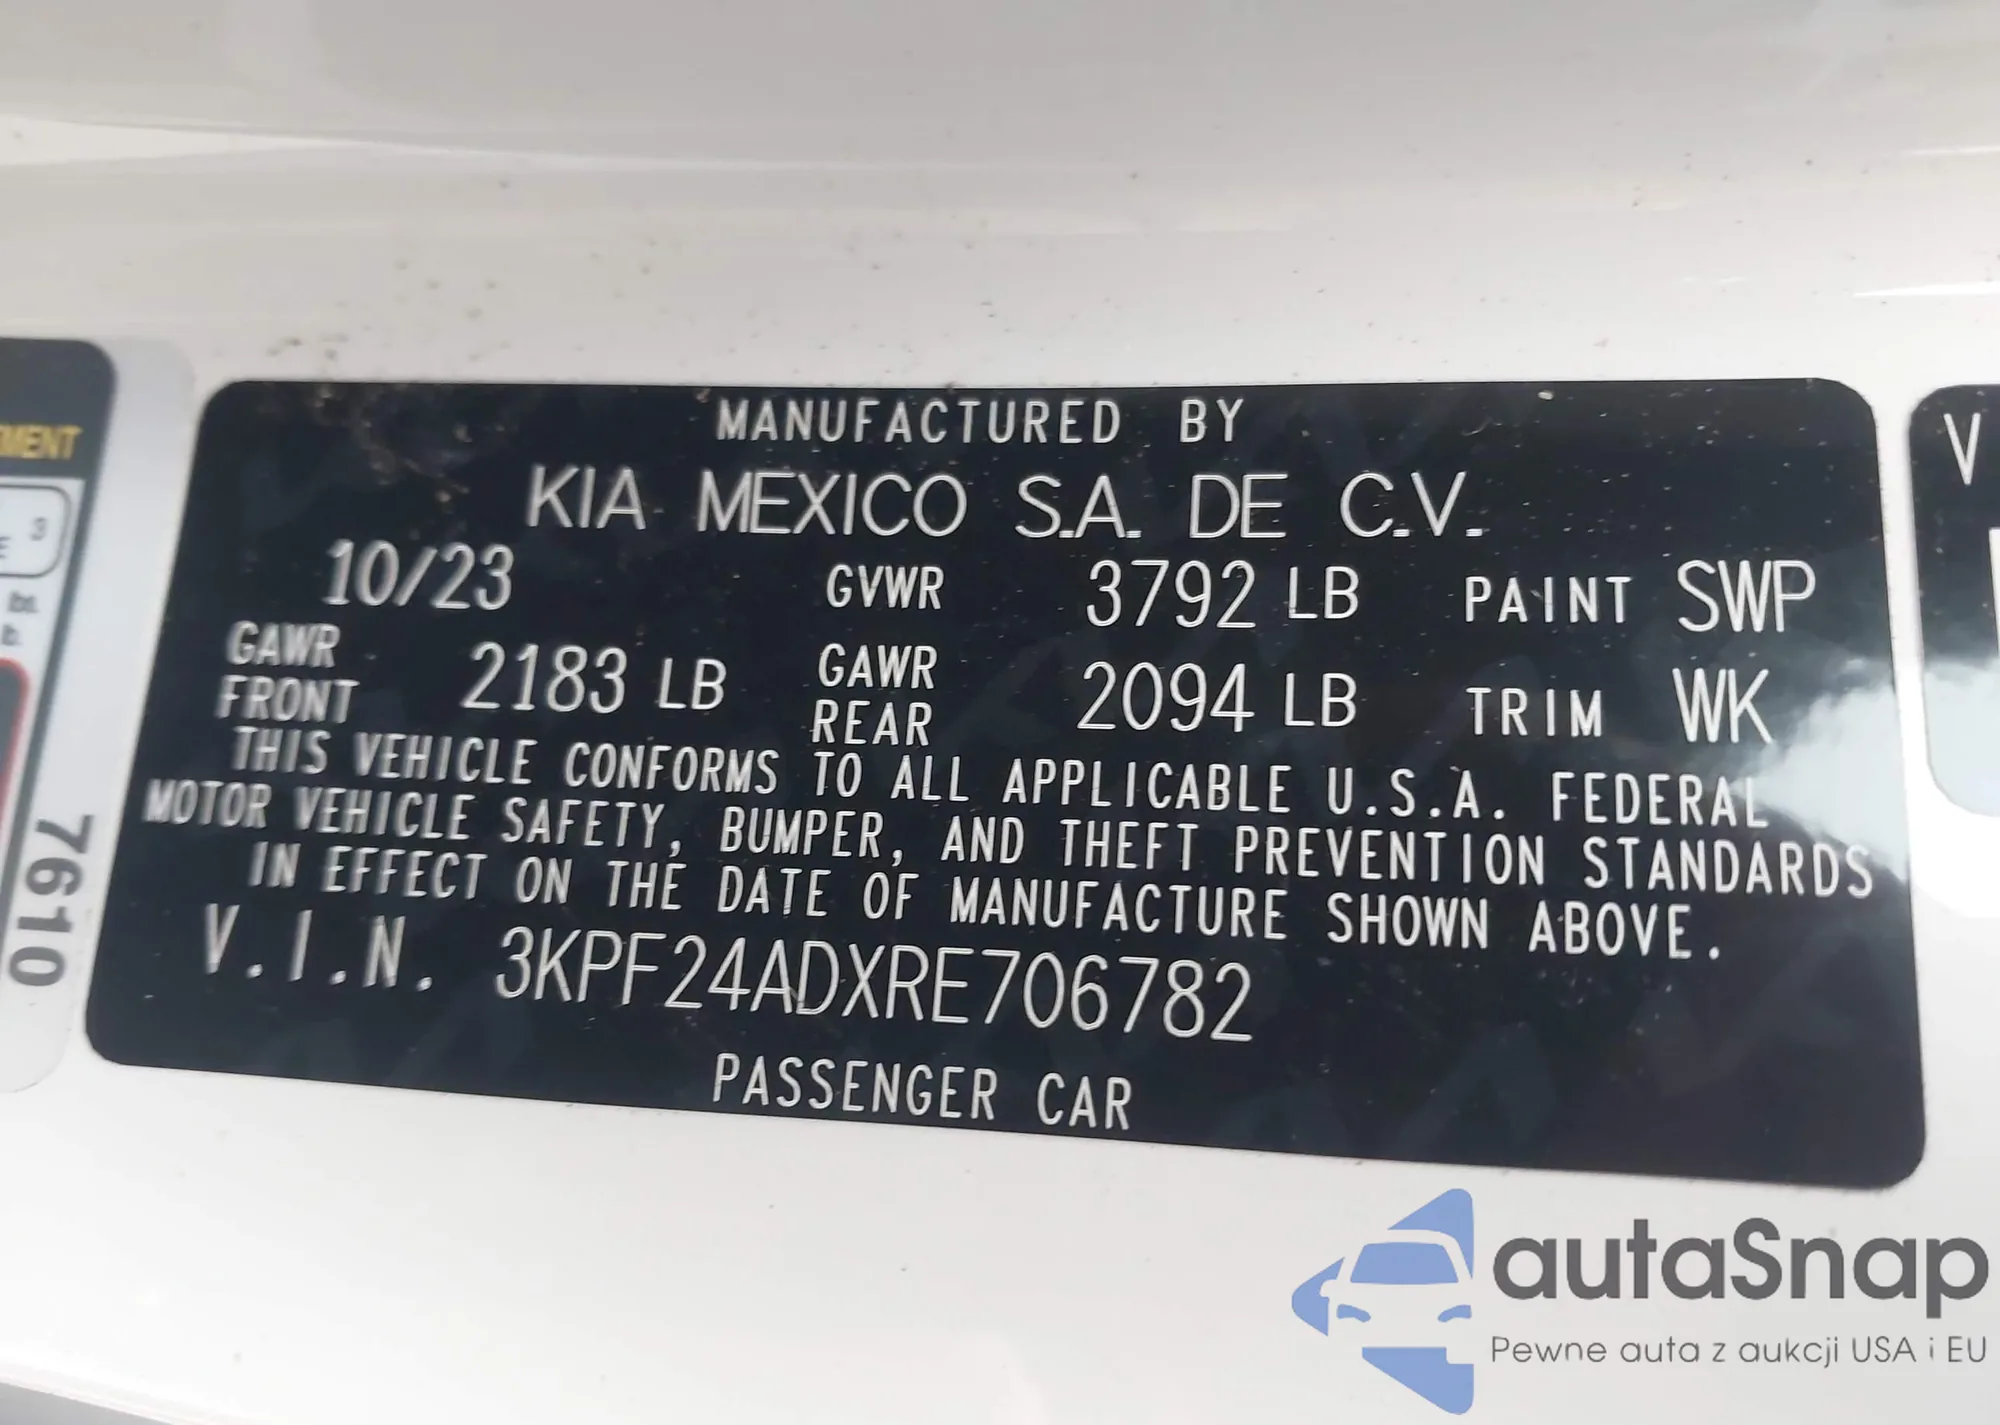 MANUFACTURED BY
KIA MEXICO S.A. DE C.V.
10/23 GVWR 3792 LB PAINT SWP
GAWR FRONT 2183 LB GAWR REAR 2094 LB TRIM WK
THIS VEHICLE CONFORMS TO ALL APPLICABLE U.S.A. FEDERAL
MOTOR VEHICLE SAFETY, BUMPER, AND THEFT PREVENTION STANDARDS
IN EFFECT ON THE DATE OF MANUFACTURE SHOWN ABOVE.
V.I.N. 3KPF24ADXRE706782
PASSENGER CAR
3
7610
V
autaSnap
Pewne auta z aukcji USA i EU